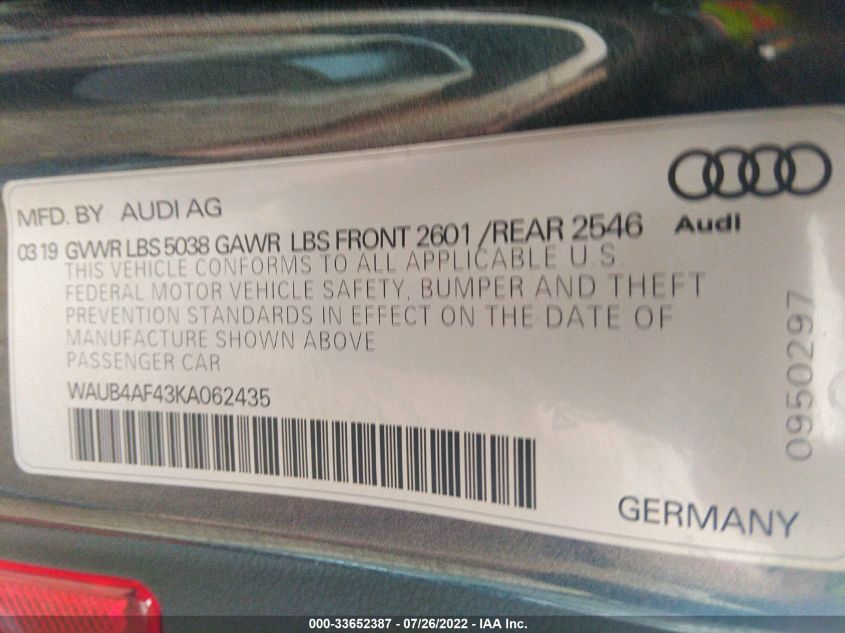 MFD. BY AUDI AG
Audi
03 19 GVWR LBS 5038 GAWR LBS FRONT 2601 / REAR 2546
THIS VEHICLE CONFORMS TO ALL APPLICABLE U.S.
FEDERAL MOTOR VEHICLE SAFETY, BUMPER AND THEFT
PREVENTION STANDARDS IN EFFECT ON THE DATE OF
MANUFACTURE SHOWN ABOVE
PASSENGER CAR
WAUB4AF43KA062435
0950297
GERMANY
000-33652387 - 07/26/2022 - IAA Inc.